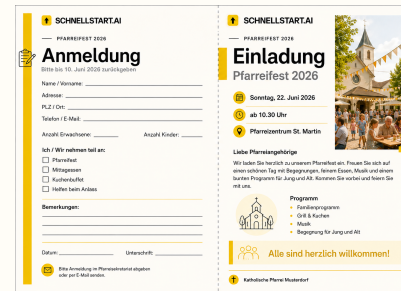 SCHNELLSTART.AI
PFARREIFEST 2026
Anmeldung
Bitte bis 10. Juni 2026 zurückgeben
Name / Vorname:
Adresse:
PLZ / Ort:
Telefon / E-Mail:
Anzahl Erwachsene: Anzahl Kinder:
Ich / Wir nehmen teil an:
Pfarreifest
Mittagessen
Kuchenbuffet
Helfen beim Anlass
Bemerkungen:
Datum: Unterschrift:
Bitte Anmeldung im Pfarreisekretariat abgeben
oder per E-Mail senden.
SCHNELLSTART.AI
PFARREIFEST 2026
Einladung
Pfarreifest 2026
Sonntag, 22. Juni 2026
ab 10.30 Uhr
Pfarreizentrum St. Martin
Liebe Pfarreiangehörige
Wir laden Sie herzlich zu unserem Pfarreifest ein. Freuen Sie sich auf
einen schönen Tag mit Begegnungen, feinem Essen, Musik und einem
bunten Programm für Jung und Alt. Kommen Sie vorbei und feiern Sie
mit uns.
Programm
Familienprogramm
Grill & Kuchen
Musik
Begegnung für Jung und Alt
Alle sind herzlich willkommen!
Katholische Pfarrei Musterdorf